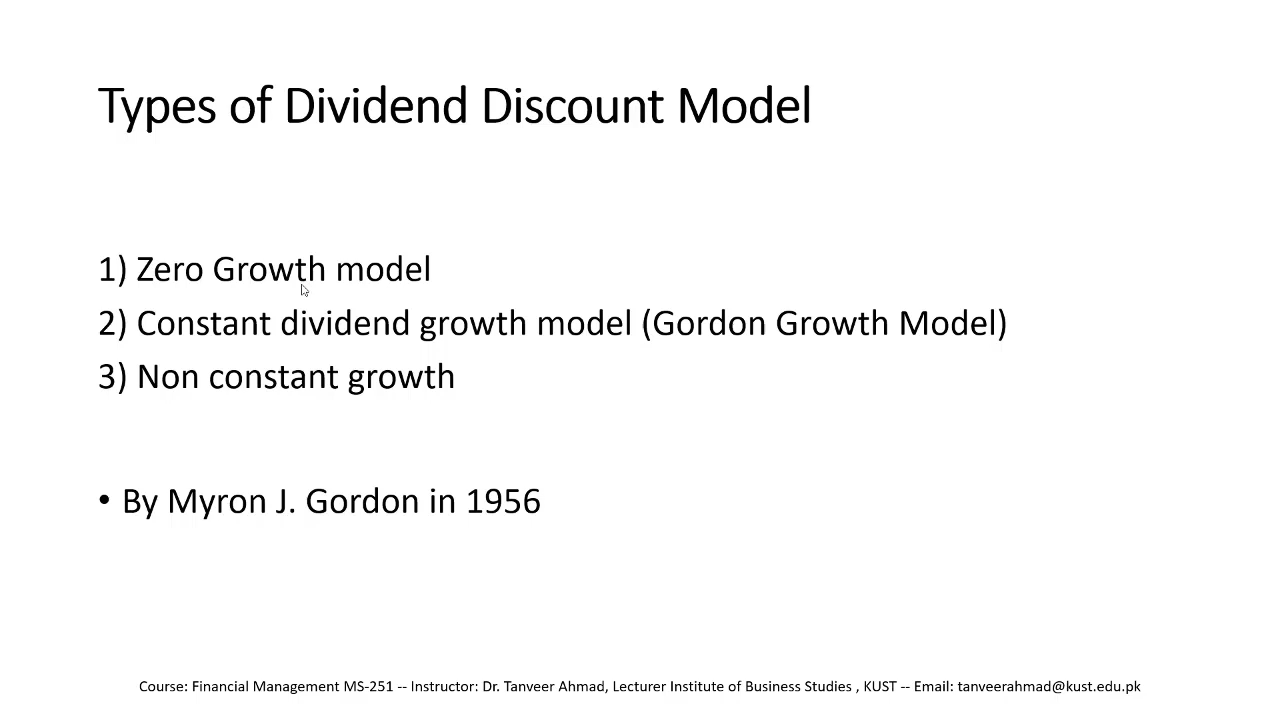 Types of Dividend Discount Model
1) Zero Growth model
2) Constant dividend growth model (Gordon Growth Model)
3) Non constant growth
• By Myron J. Gordon in 1956
Course: Financial Management MS-251 -- Instructor: Dr. Tanveer Ahmad, Lecturer Institute of Business Studies , KUST -- Email: tanveerahmad@kust.edu.pk